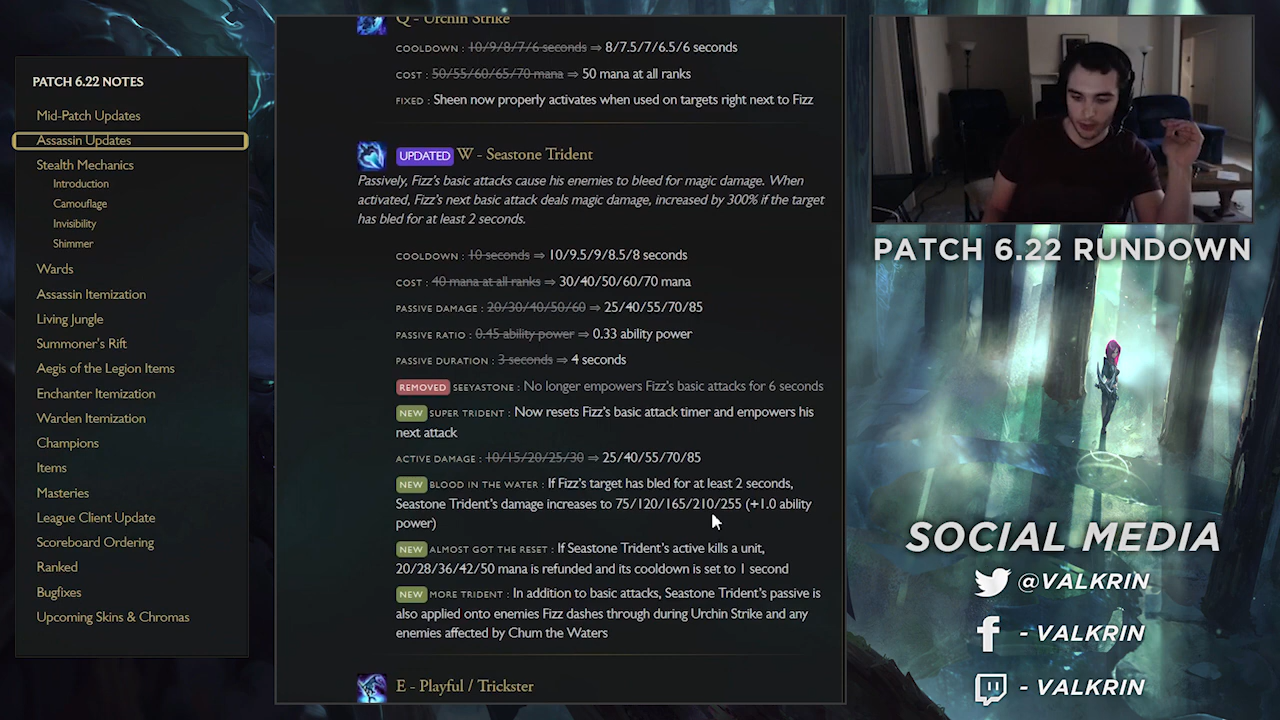 PATCH 6.22 NOTES
Mid-Patch Updates
Assassin Updates
Stealth Mechanics
Introduction
Camouflage
Invisibility
Shimmer
Wards
Assassin Itemization
Living Jungle
Summoner's Rift
Aegis of the Legion Items
Enchanter Itemization
Warden Itemization
Champions
Items
Masteries
League Client Update
Scoreboard Ordering
Ranked
Bugfixes
Upcoming Skins & Chromas
Q - Urchin Strike
COOLDOWN : 10/9/8/7/6 seconds ⇒ 8/7.5/7/6.5/6 seconds
COST : 50/55/60/65/70 mana ⇒ 50 mana at all ranks
FIXED : Sheen now properly activates when used on targets right next to Fizz
UPDATED W - Seastone Trident
Passively, Fizz's basic attacks cause his enemies to bleed for magic damage. When
activated, Fizz's next basic attack deals magic damage, increased by 300% if the target
has bled for at least 2 seconds.
COOLDOWN : 10 seconds ⇒ 10/9.5/9/8.5/8 seconds
COST : 40 mana at all ranks ⇒ 30/40/50/60/70 mana
PASSIVE DAMAGE : 20/30/40/50/60 ⇒ 25/40/55/70/85
PASSIVE RATIO : 0.45 ability power ⇒ 0.33 ability power
PASSIVE DURATION : 3 seconds ⇒ 4 seconds
REMOVED SEEYASTONE : No longer empowers Fizz's basic attacks for 6 seconds
NEW SUPER TRIDENT : Now resets Fizz's basic attack timer and empowers his
next attack
ACTIVE DAMAGE : 10/15/20/25/30 ⇒ 25/40/55/70/85
NEW BLOOD IN THE WATER : If Fizz's target has bled for at least 2 seconds,
Seastone Trident's damage increases to 75/120/165/210/255 (+1.0 ability
power)
NEW ALMOST GOT THE RESET : If Seastone Trident's active kills a unit,
20/28/36/42/50 mana is refunded and its cooldown is set to 1 second
NEW MORE TRIDENT : In addition to basic attacks, Seastone Trident's passive is
also applied onto enemies Fizz dashes through during Urchin Strike and any
enemies affected by Chum the Waters
E - Playful / Trickster
PATCH 6.22 RUNDOWN
SOCIAL MEDIA
@VALKRIN
- VALKRIN
- VALKRIN